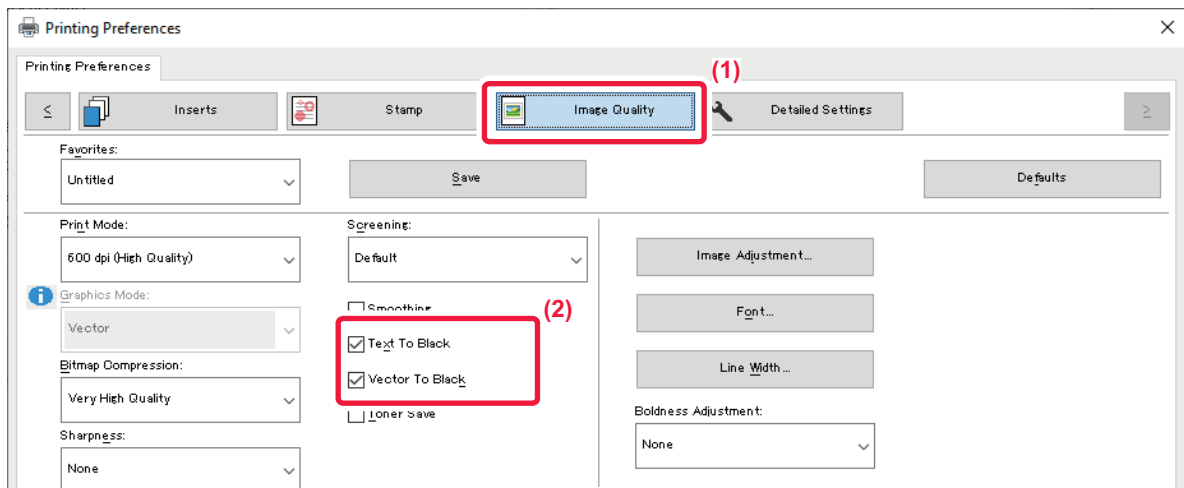 Printing Preferences
Printing Preferences
(1)
< Inserts Stamp Image Quality Detailed Settings >
Favorites:
Untitled Save Defaults
Print Mode: Screening:
600 dpi (High Quality) Default Image Adjustment...
Graphics Mode: Smoothing (2) Font...
Vector Text To Black
Bitmap Compression: Vector To Black Line Width...
Very High Quality Toner Save Boldness Adjustment:
Sharpness: None
None